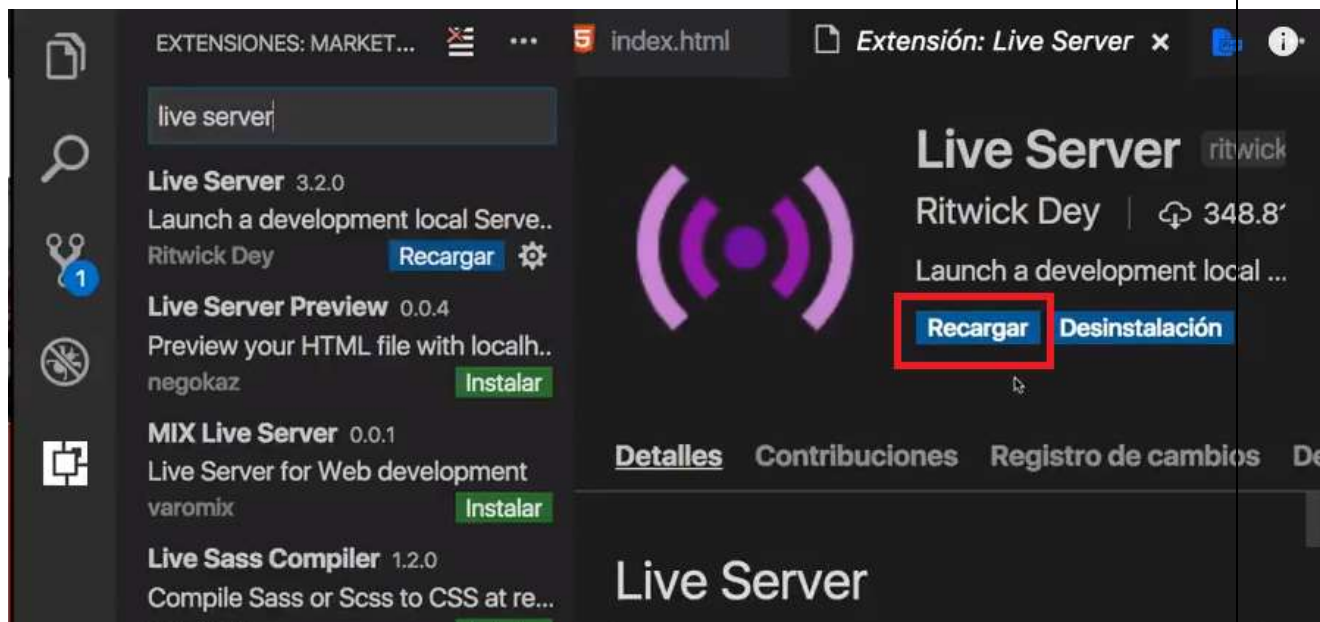 EXTENSIONES: MARKET... ...
live server
Live Server 3.2.0
Launch a development local Serve..
Ritwick Dey Recargar
Live Server Preview 0.0.4
Preview your HTML file with localh..
negokaz Instalar
MIX Live Server 0.0.1
Live Server for Web development
varomix Instalar
Live Sass Compiler 1.2.0
Compile Sass or Scss to CSS at re...
1
5 index.html Extensión: Live Server ×
Live Server ritwick
Ritwick Dey | 348.8
Launch a development local ...
Recargar Desinstalación
Detalles Contribuciones Registro de cambios De
Live Server